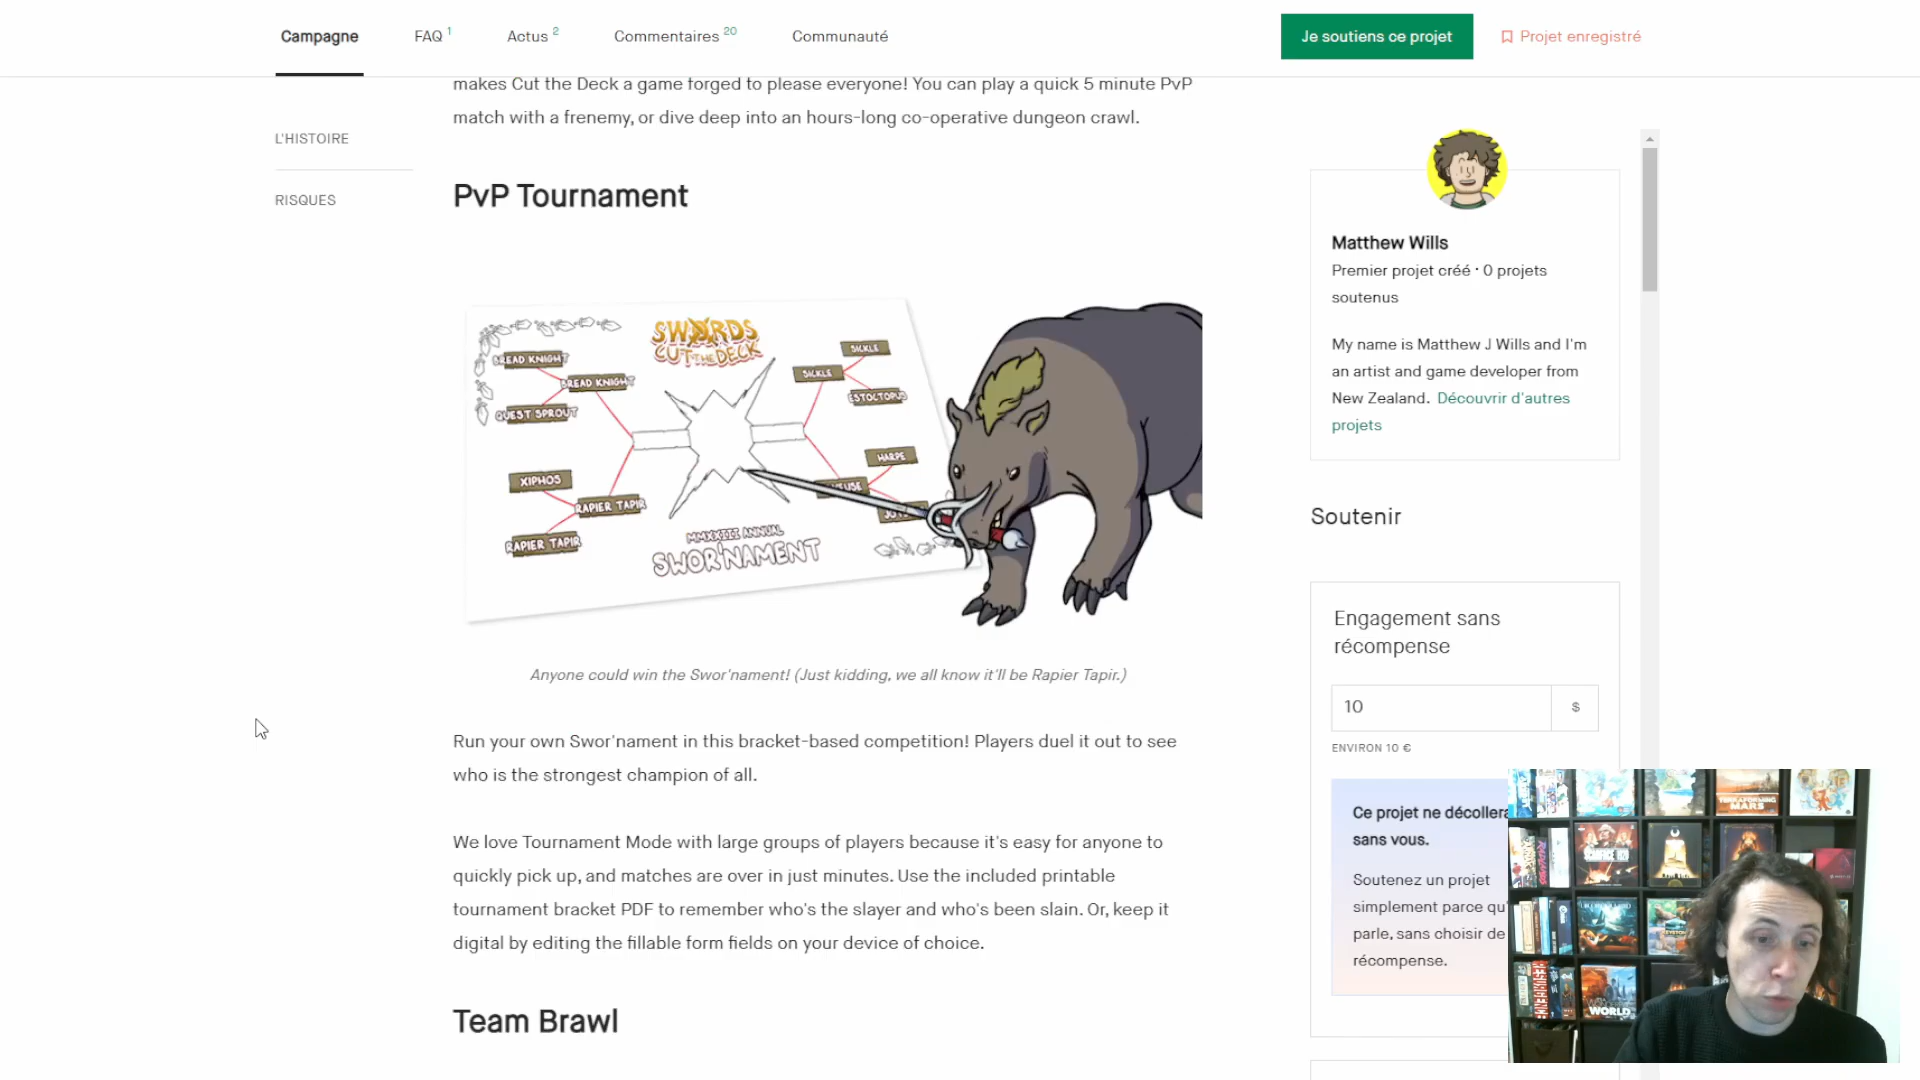 Campagne
FAQ 1
Actus 2
Commentaires 20
Communauté
Je soutiens ce projet
Projet enregistré
L'HISTOIRE
RISQUES
makes Cut the Deck a game forged to please everyone! You can play a quick 5 minute PvP
match with a frenemy, or dive deep into an hours-long co-operative dungeon crawl.
PvP Tournament
SWORDS
CUT THE DECK
BREAD KNIGHT
BREAD KNIGHT
QUEST SPROUT
XIPHOS
RAPIER TAPIR
RAPIER TAPIR
SICKLE
SICKLE
ESTOCTOPUS
HARPE
MMXXIII ANNUAL
SWOR'NAMENT
Anyone could win the Swor'nament! (Just kidding, we all know it'll be Rapier Tapir.)
Run your own Swor'nament in this bracket-based competition! Players duel it out to see
who is the strongest champion of all.
We love Tournament Mode with large groups of players because it's easy for anyone to
quickly pick up, and matches are over in just minutes. Use the included printable
tournament bracket PDF to remember who's the slayer and who's been slain. Or, keep it
digital by editing the fillable form fields on your device of choice.
Team Brawl
Matthew Wills
Premier projet créé · 0 projets
soutenus
My name is Matthew J Wills and I'm
an artist and game developer from
New Zealand. Découvrir d'autres
projets
Soutenir
Engagement sans
récompense
10 $
ENVIRON 10 €
Ce projet ne décollera
sans vous.
Soutenez un projet
simplement parce qu'
parle, sans choisir de
récompense.
TERRAFORMING
MARS
WORLD